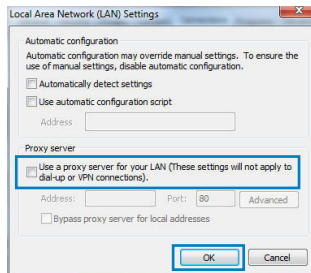 Local Area Network (LAN) Settings
Automatic configuration
Automatic configuration may override manual settings. To ensure the
use of manual settings, disable automatic configuration.
Automatically detect settings
Use automatic configuration script
Address
Proxy server
Use a proxy server for your LAN (These settings will not apply to
dial-up or VPN connections).
Address: Port: 80 Advanced
Bypass proxy server for local addresses
OK Cancel